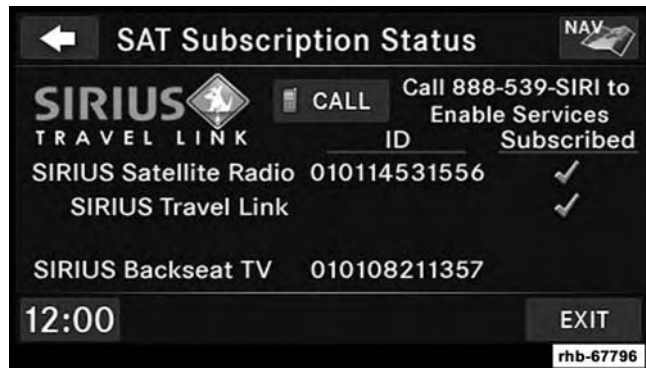 SAT Subscription Status
NAV
SIRIUS
TRAVEL LINK
CALL
Call 888-539-SIRI to
Enable Services
ID Subscribed
SIRIUS Satellite Radio 010114531556
SIRIUS Travel Link
SIRIUS Backseat TV 010108211357
12:00 EXIT
rhb-67796